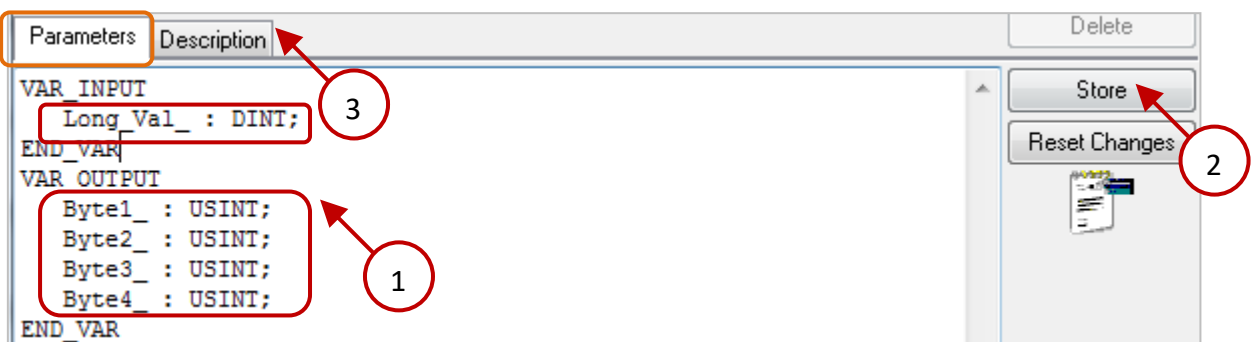 Parameters Description Delete
VAR_INPUT Store
Long_Val_ : DINT; 3
END_VAR Reset Changes
2
VAR_OUTPUT
Byte1_ : USINT;
Byte2_ : USINT;
Byte3_ : USINT; 1
Byte4_ : USINT;
END_VAR